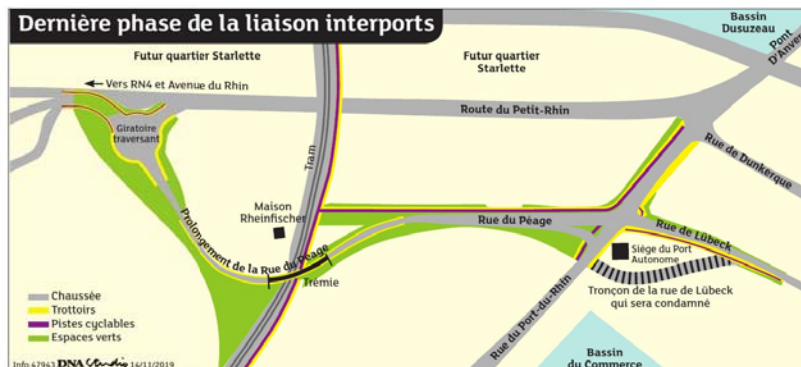 Dernière phase de la liaison interports
Bassin
Dusuzeau
Pont
D'Anvers
Futur quartier Starlette
Futur quartier
Starlette
Vers RN4 et Avenue du Rhin
Route du Petit-Rhin
Giratoire
traversant
Tram
Rue de Dunkerque
Maison
Rheinfischer
Rue du Péage
Rue de Lübeck
Prolongement de la Rue du Péage
Siège du Port
Autonome
Trémie
Tronçon de la rue de Lübeck
qui sera condamné
Rue du Port-du-Rhin
Chaussée
Trottoirs
Pistes cyclables
Espaces verts
Bassin
du Commerce
Info 47943 DNA Studio 14/11/2019